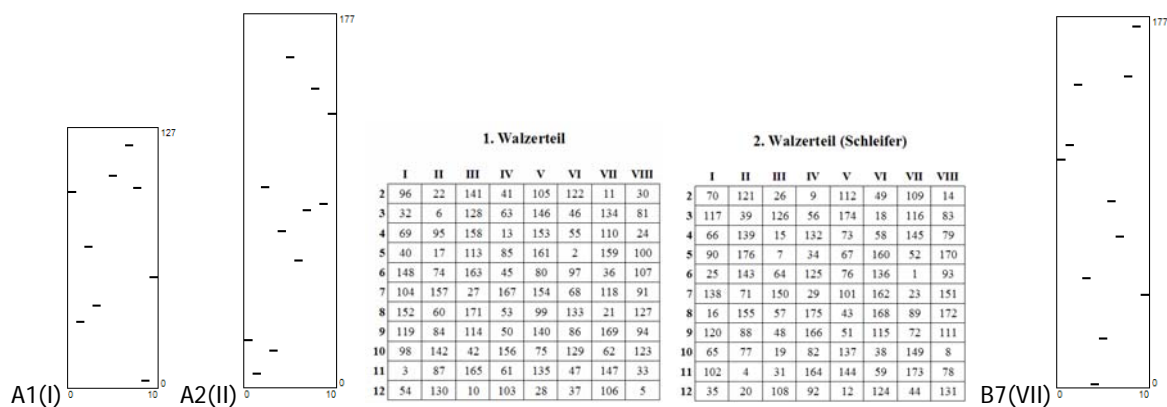 127
0
0 10
A1(I)
177
0
0 10
A2(II)
1. Walzerteil
I II III IV V VI VII VIII
2 96 22 141 41 105 122 11 30
3 32 6 128 63 146 46 134 81
4 69 95 158 13 153 55 110 24
5 40 17 113 85 161 2 159 100
6 148 74 163 45 80 97 36 107
7 104 157 27 167 154 68 118 91
8 152 60 171 53 99 133 21 127
9 119 84 114 50 140 86 169 94
10 98 142 42 156 75 129 62 123
11 3 87 165 61 135 47 147 33
12 54 130 10 103 28 37 106 5
2. Walzerteil (Schleifer)
I II III IV V VI VII VIII
2 70 121 26 9 112 49 109 14
3 117 39 126 56 174 18 116 83
4 66 139 15 132 73 58 145 79
5 90 176 7 34 67 160 52 170
6 25 143 64 125 76 136 1 93
7 138 71 150 29 101 162 23 151
8 16 155 57 175 43 168 89 172
9 120 88 48 166 51 115 72 111
10 65 77 19 82 137 38 149 8
11 102 4 31 164 144 59 173 78
12 35 20 108 92 12 124 44 131
177
0
0 10
B7(VII)